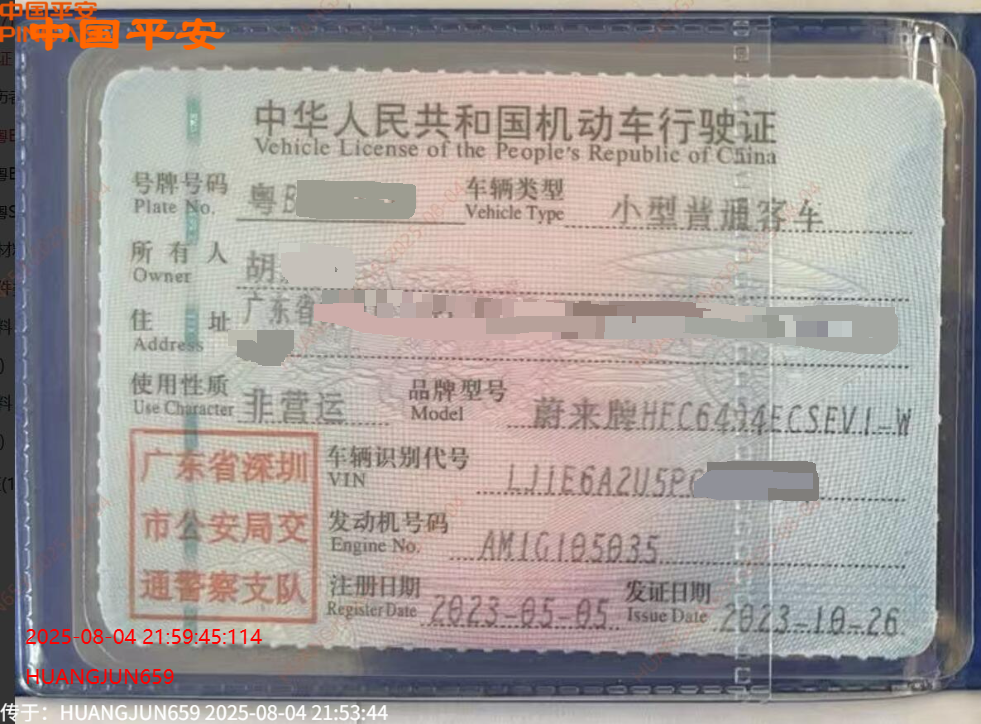 中国平安
中国平安
中华人民共和国机动车行驶证
Vehicle License of the People's Republic of China
号牌号码 粤B 车辆类型 小型普通客车
Plate No. Vehicle Type
所有人 胡
Owner
住址 广东省
Address
使用性质 非营运 品牌型号 蔚来牌HFC6494ECSEV1-W
Use Character Model
车辆识别代号 LJ1E6A2U5P
VIN
发动机号码 AM1G105035
Engine No.
注册日期 2023-05-05 发证日期 2023-10-26
Register Date Issue Date
广东省深圳
市公安局交
通警察支队
2025-08-04 21:59:45:114
HUANGJUN659
传于：HUANGJUN659 2025-08-04 21:53:44